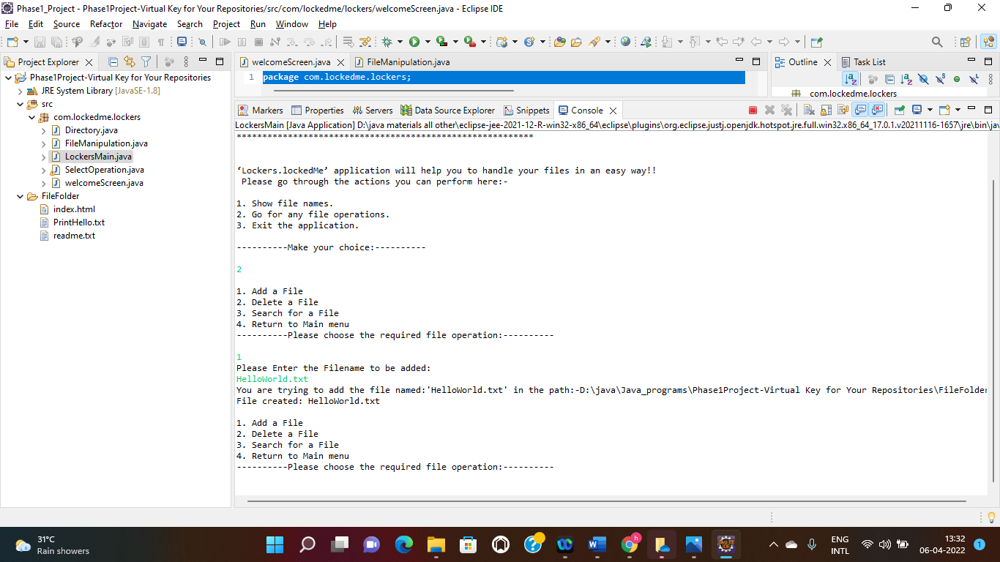 Phase1_Project - Phase1Project-Virtual Key for Your Repositories/src/com/lockedme/lockers/welcomeScreen.java - Eclipse IDE
File Edit Source Refactor Navigate Search Project Run Window Help
Project Explorer
Phase1Project-Virtual Key for Your Repositories
JRE System Library [JavaSE-1.8]
src
com.lockedme.lockers
Directory.java
FileManipulation.java
LockersMain.java
SelectOperation.java
welcomeScreen.java
FileFolder
index.html
PrintHello.txt
readme.txt
welcomeScreen.java FileManipulation.java
1 package com.lockedme.lockers;
Outline Task List
com.lockedme.lockers
Markers Properties Servers Data Source Explorer Snippets Console
LockersMain [Java Application] D:\java materials all other\eclipse-jee-2021-12-R-win32-x86_64\eclipse\plugins\org.eclipse.justj.openjdk.hotspot.jre.full.win32.x86_64_17.0.1.v20211116-1657\jre\bin\jav
**********************************************************
‘Lockers.lockedMe’ application will help you to handle your files in an easy way!!
Please go through the actions you can perform here:-
1. Show file names.
2. Go for any file operations.
3. Exit the application.
----------Make your choice:----------
2
1. Add a File
2. Delete a File
3. Search for a File
4. Return to Main menu
----------Please choose the required file operation:----------
1
Please Enter the Filename to be added:
HelloWorld.txt
You are trying to add the file named:'HelloWorld.txt' in the path:-D:\java\Java_programs\Phase1Project-Virtual Key for Your Repositories\FileFolder
File created: HelloWorld.txt
1. Add a File
2. Delete a File
3. Search for a File
4. Return to Main menu
----------Please choose the required file operation:----------
31°C
Rain showers
h
Java EE
IDE
ENG
INTL
13:32
06-04-2022
1